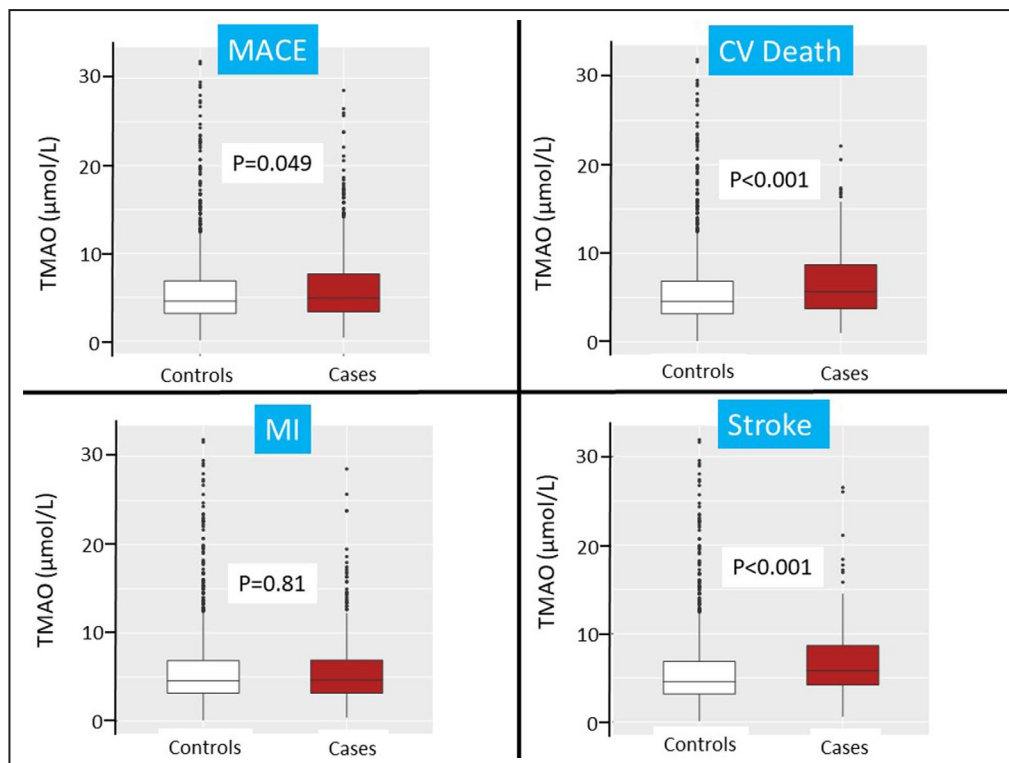 MACE
TMAO (µmol/L)
30
20
10
0
P=0.049
Controls
Cases
CV Death
TMAO (µmol/L)
30
20
10
0
P<0.001
Controls
Cases
MI
TMAO (µmol/L)
30
20
10
0
P=0.81
Controls
Cases
Stroke
TMAO (µmol/L)
30
20
10
0
P<0.001
Controls
Cases